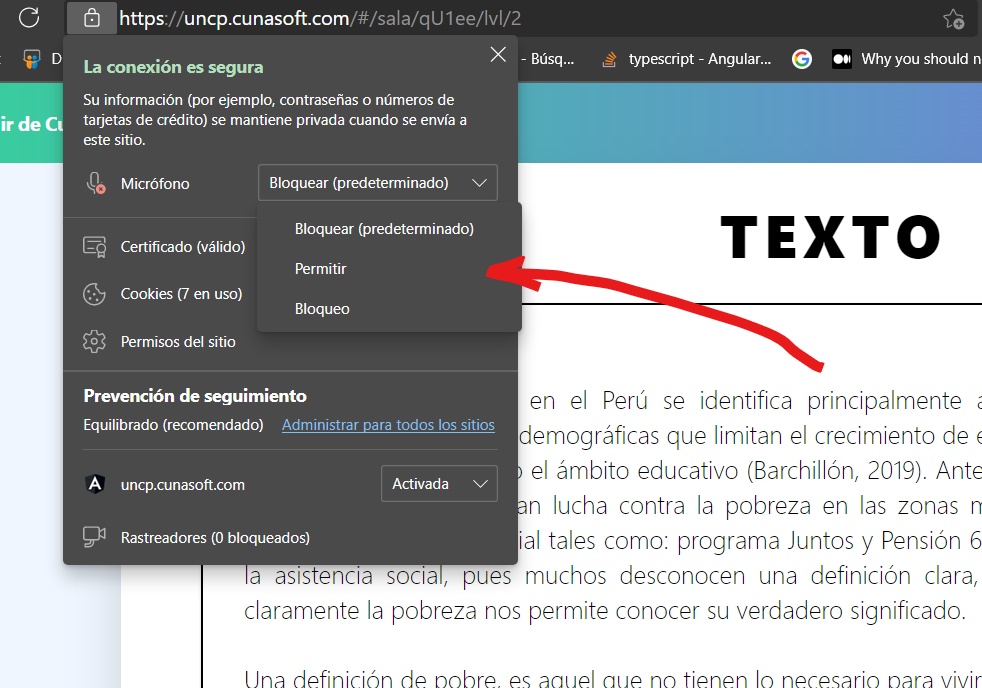 https://uncp.cunasoft.com/#/sala/qU1ee/lvl/2
D
- Búsq...
typescript - Angular...
Why you should n
ir de Cu
La conexión es segura
Su información (por ejemplo, contraseñas o números de
tarjetas de crédito) se mantiene privada cuando se envía a
este sitio.
Micrófono
Bloquear (predeterminado)
Bloquear (predeterminado)
Permitir
Bloqueo
Certificado (válido)
Cookies (7 en uso)
Permisos del sitio
Prevención de seguimiento
Equilibrado (recomendado)
Administrar para todos los sitios
uncp.cunasoft.com
Activada
Rastreadores (0 bloqueados)
TEXTO
en el Perú se identifica principalmente a
demográficas que limitan el crecimiento de e
o el ámbito educativo (Barchillón, 2019). Ante
an lucha contra la pobreza en las zonas m
ial tales como: programa Juntos y Pensión 6
la asistencia social, pues muchos desconocen una definición clara,
claramente la pobreza nos permite conocer su verdadero significado.
Una definición de pobre, es aquel que no tienen lo necesario para vivir